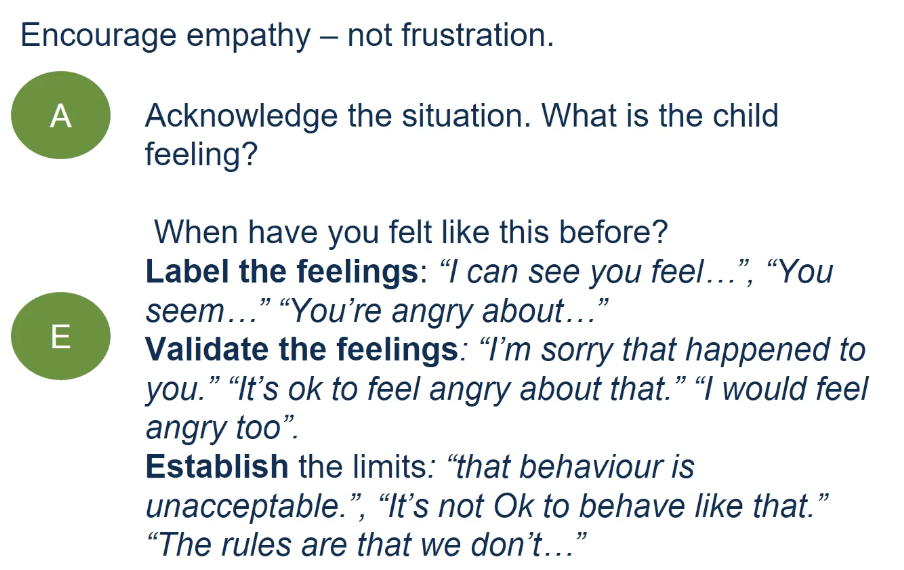 Encourage empathy – not frustration.
A
Acknowledge the situation. What is the child
feeling?
When have you felt like this before?
Label the feelings: “I can see you feel…”, “You
seem…” “You’re angry about…”
E
Validate the feelings: “I’m sorry that happened to
you.” “It’s ok to feel angry about that.” “I would feel
angry too”.
Establish the limits: “that behaviour is
unacceptable.”, “It’s not Ok to behave like that.”
“The rules are that we don’t…”